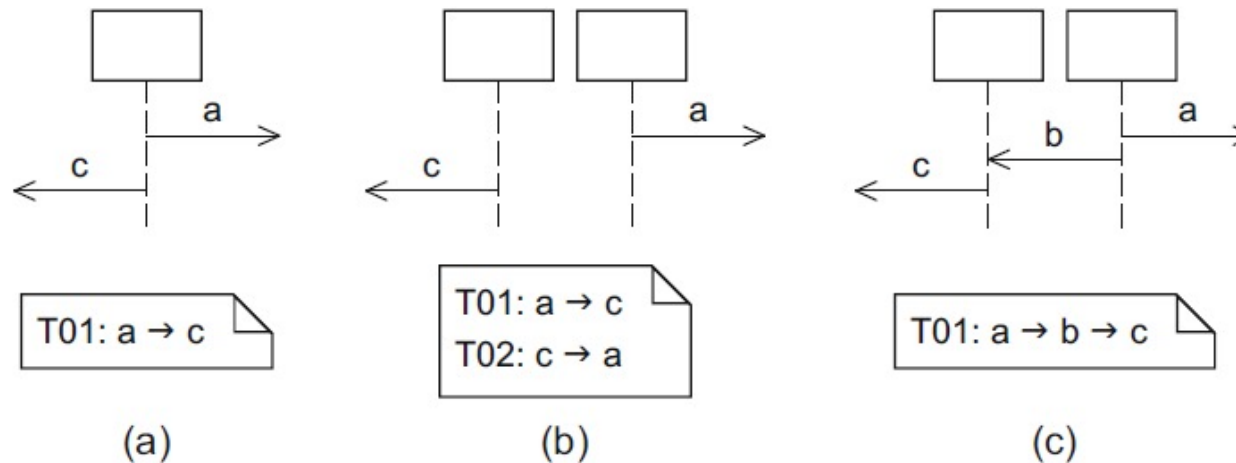 a
c
T01: a → c
(a)
a
c
T01: a → c
T02: c → a
(b)
a
b
c
T01: a → b → c
(c)